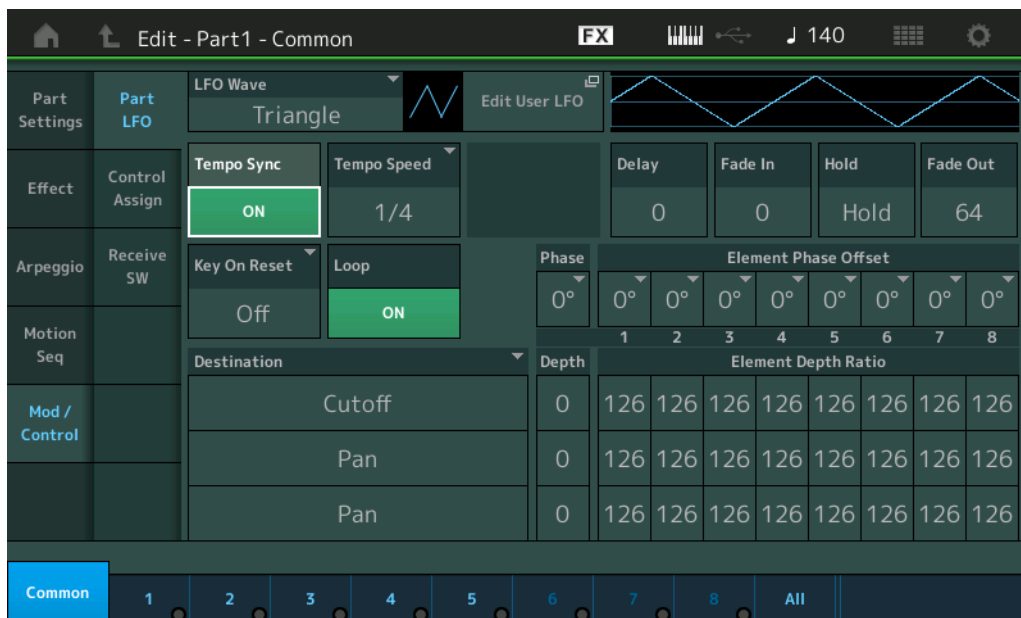 Edit - Part1 - Common FX ♩ 140
Part Settings
Part LFO
LFO Wave
Triangle
Edit User LFO
Effect
Control Assign
Tempo Sync
ON
Tempo Speed
1/4
Delay
0
Fade In
0
Hold
Hold
Fade Out
64
Arpeggio
Receive SW
Key On Reset
Off
Loop
ON
Phase
0°
Element Phase Offset
0° 0° 0° 0° 0° 0° 0° 0°
1 2 3 4 5 6 7 8
Motion Seq
Destination Depth Element Depth Ratio
Mod / Control
Cutoff 0 126 126 126 126 126 126 126 126
Pan 0 126 126 126 126 126 126 126 126
Pan 0 126 126 126 126 126 126 126 126
Common 1 2 3 4 5 6 7 8 All